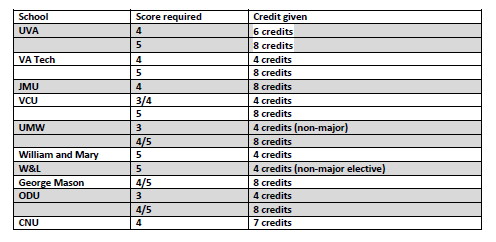 School Score required Credit given
UVA 4 6 credits
5 8 credits
VA Tech 4 4 credits
5 8 credits
JMU 4 8 credits
VCU 3/4 4 credits
5 8 credits
UMW 3 4 credits (non-major)
4/5 8 credits
William and Mary 5 4 credits
W&L 5 4 credits (non-major elective)
George Mason 4/5 8 credits
ODU 3 4 credits
4/5 8 credits
CNU 4 7 credits